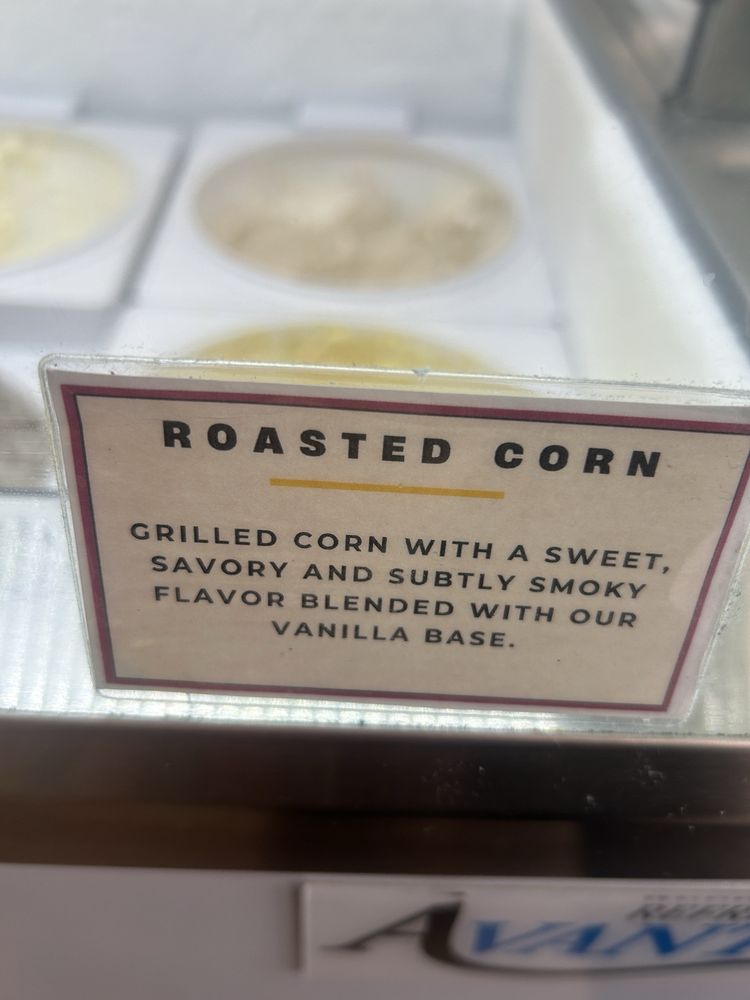 ROASTED CORN
GRILLED CORN WITH A SWEET,
SAVORY AND SUBTLY SMOKY
FLAVOR BLENDED WITH OUR
VANILLA BASE.